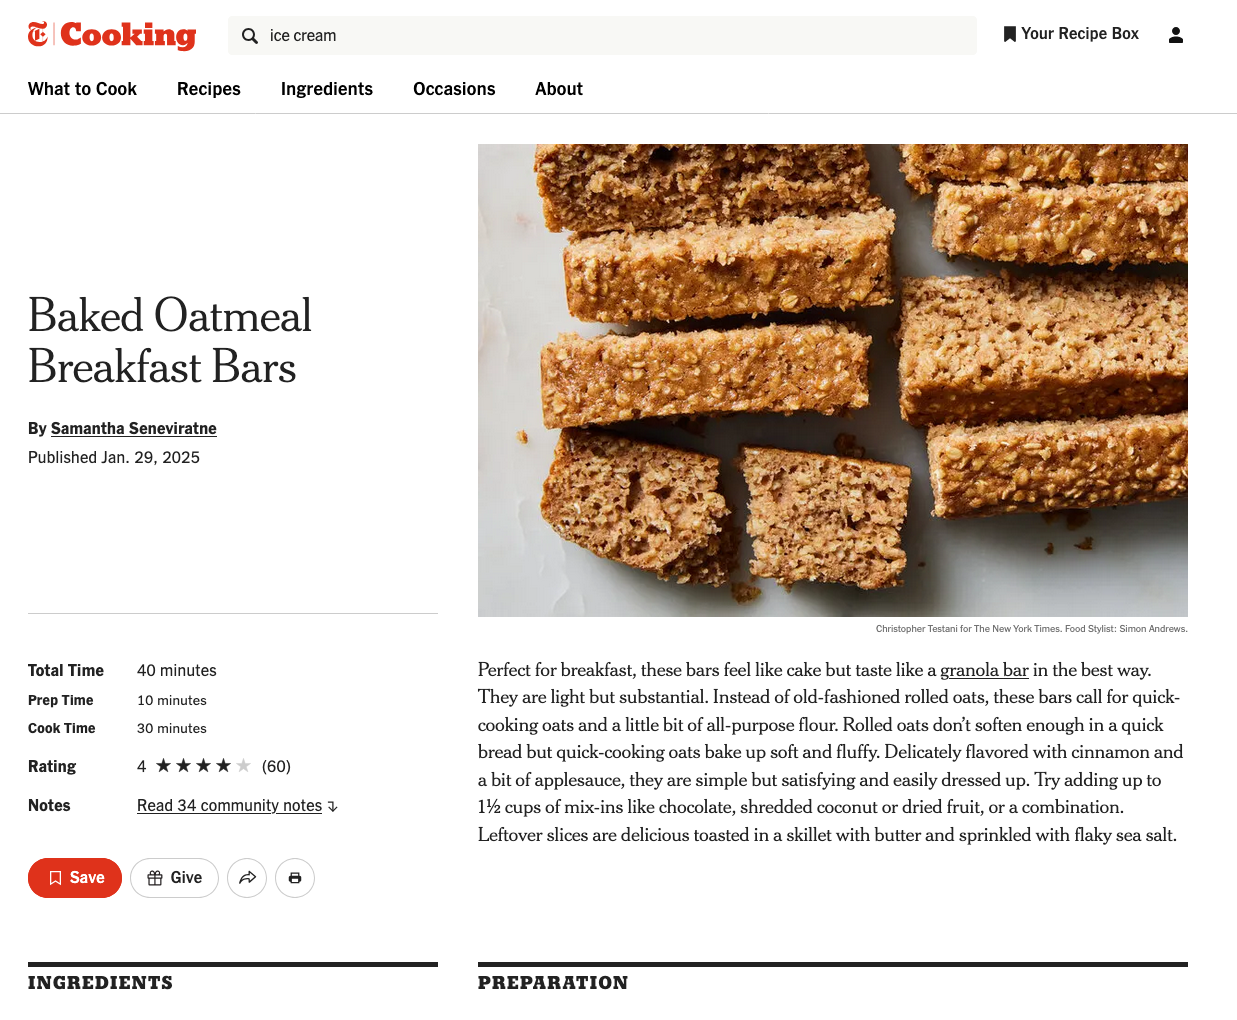 T Cooking
ice cream
Your Recipe Box
What to Cook Recipes Ingredients Occasions About
Baked Oatmeal
Breakfast Bars
By Samantha Seneviratne
Published Jan. 29, 2025
Christopher Testani for The New York Times. Food Stylist: Simon Andrews.
Total Time 40 minutes
Prep Time 10 minutes
Cook Time 30 minutes
Rating 4 (60)
Notes Read 34 community notes
Save Give
Perfect for breakfast, these bars feel like cake but taste like a granola bar in the best way.
They are light but substantial. Instead of old-fashioned rolled oats, these bars call for quick-
cooking oats and a little bit of all-purpose flour. Rolled oats don’t soften enough in a quick
bread but quick-cooking oats bake up soft and fluffy. Delicately flavored with cinnamon and
a bit of applesauce, they are simple but satisfying and easily dressed up. Try adding up to
1½ cups of mix-ins like chocolate, shredded coconut or dried fruit, or a combination.
Leftover slices are delicious toasted in a skillet with butter and sprinkled with flaky sea salt.
INGREDIENTS
PREPARATION